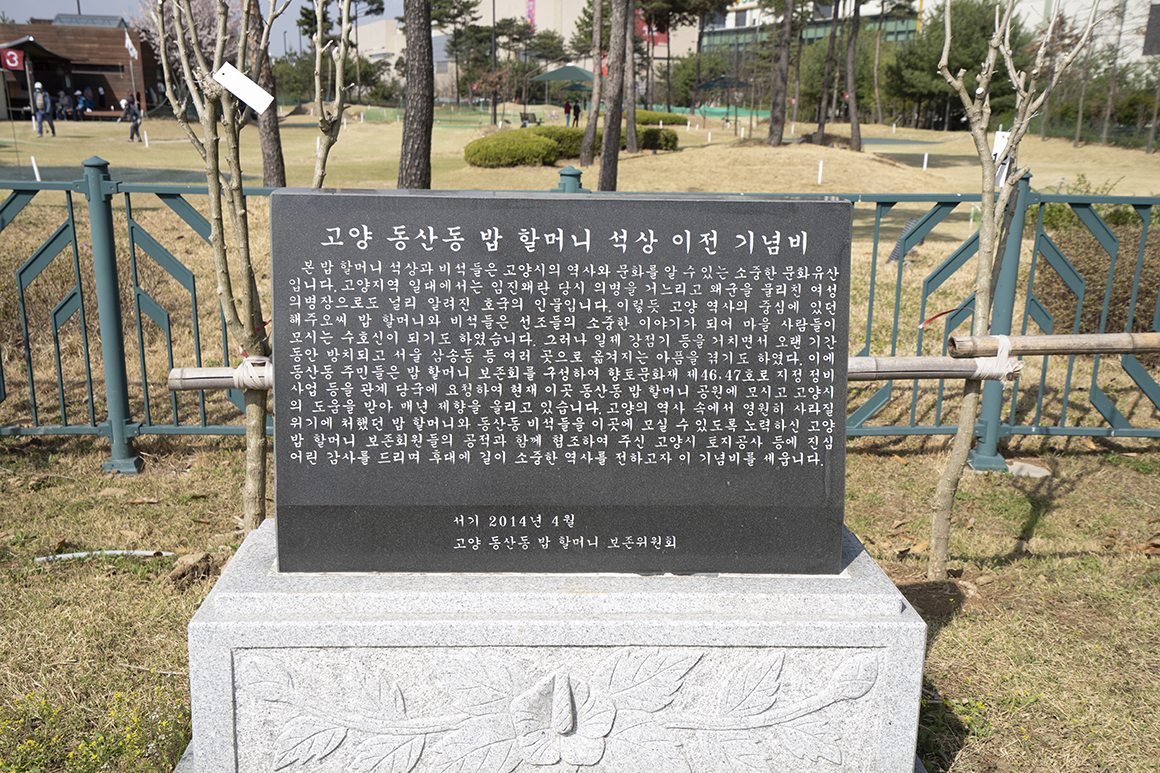 3
고양 동산동 밥 할머니 석상 이전 기념비
본 밥 할머니 석상과 비석들은 고양시의 역사와 문화를 알 수 있는 소중한 문화유산
입니다. 고양지역 일대에서는 임진왜란 당시 의병을 거느리고 왜군을 물리친 여성
의병장으로도 널리 알려진 호국의 인물입니다. 이렇듯 고양 역사의 중심에 있던
해주오씨 밥 할머니와 비석들은 선조들의 소중한 이야기가 되어 마을 사람들이
모시는 수호신이 되기도 하였습니다. 그러나 일제 강점기 등을 거치면서 오랜 기간
동안 방치되고 서울 삼송동 등 여러 곳으로 옮겨지는 아픔을 겪기도 하였다. 이에
동산동 주민들은 밥 할머니 보존회를 구성하여 향토문화재 제46.47호로 지정 정비
사업 등을 관계 당국에 요청하여 현재 이곳 동산동 밥 할머니 공원에 모시고 고양시
의 도움을 받아 매년 제향을 올리고 있습니다. 고양의 역사 속에서 영원히 사라질
위기에 처했던 밥 할머니와 동산동 비석들을 이곳에 모실 수 있도록 노력하신 고양
밥 할머니 보존회원들의 공적과 함께 협조하여 주신 고양시 토지공사 등에 진심
어린 감사를 드리며 후대에 길이 소중한 역사를 전하고자 이 기념비를 세웁니다.
서기 2014년 4월
고양 동산동 밥 할머니 보존위원회